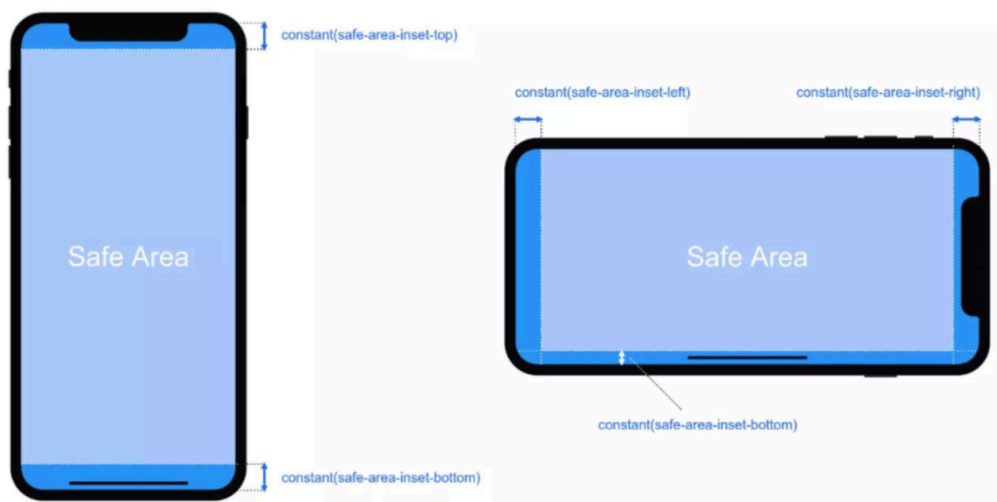 constant(safe-area-inset-top)
constant(safe-area-inset-left)
constant(safe-area-inset-right)
Safe Area
Safe Area
constant(safe-area-inset-bottom)
constant(safe-area-inset-bottom)